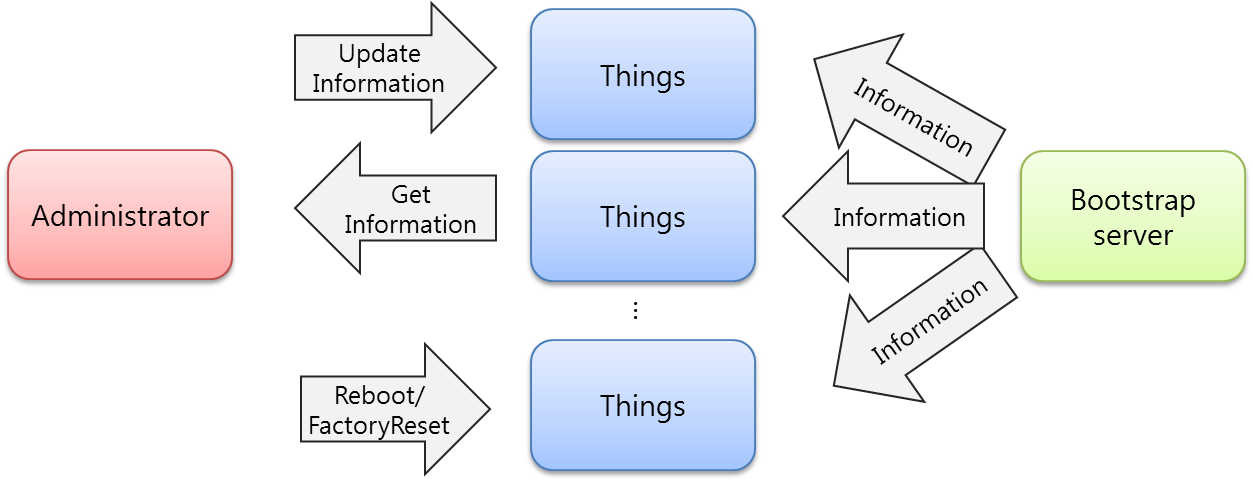 Update
Information
Things
Information
Administrator
Get
Information
Things
Information
Bootstrap
server
⋮
Information
Reboot/
FactoryReset
Things